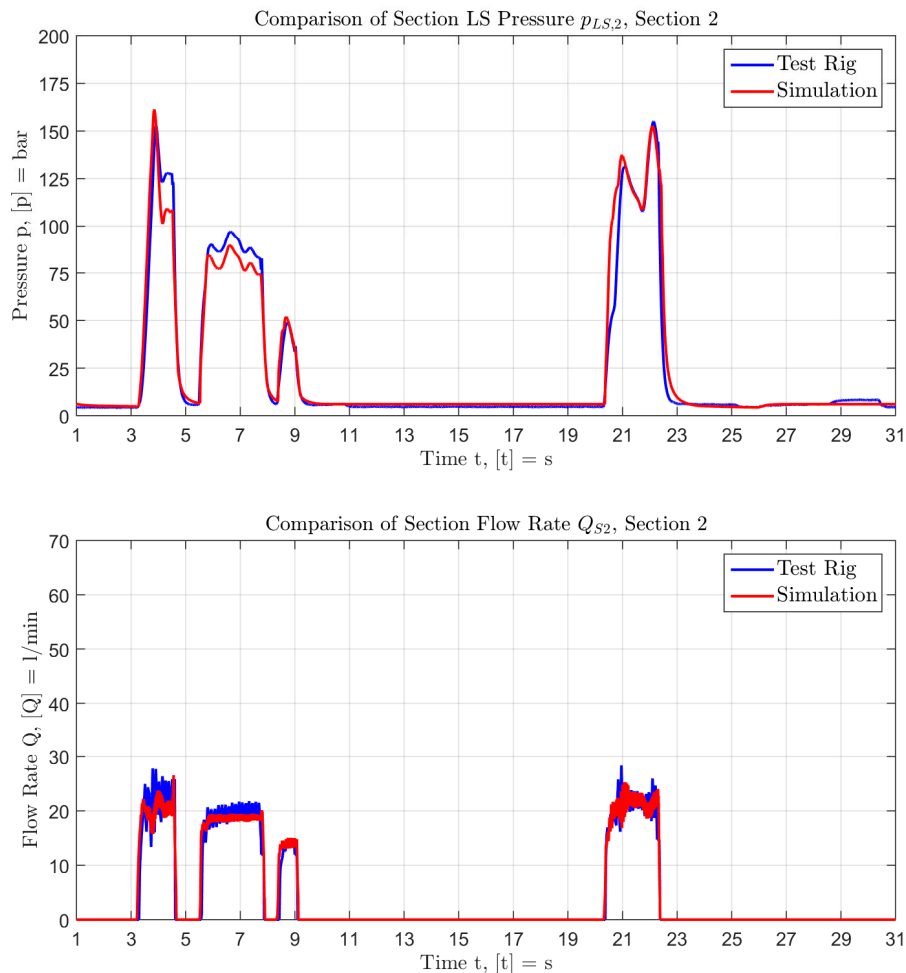 Comparison of Section LS Pressure p_{LS,2}, Section 2
200
175
150
125
100
75
50
25
0
Pressure p, [p] = bar
Test Rig
Simulation
1 3 5 7 9 11 13 15 17 19 21 23 25 27 29 31
Time t, [t] = s
Comparison of Section Flow Rate Q_{S2}, Section 2
70
60
50
40
30
20
10
0
Flow Rate Q, [Q] = l/min
Test Rig
Simulation
1 3 5 7 9 11 13 15 17 19 21 23 25 27 29 31
Time t, [t] = s